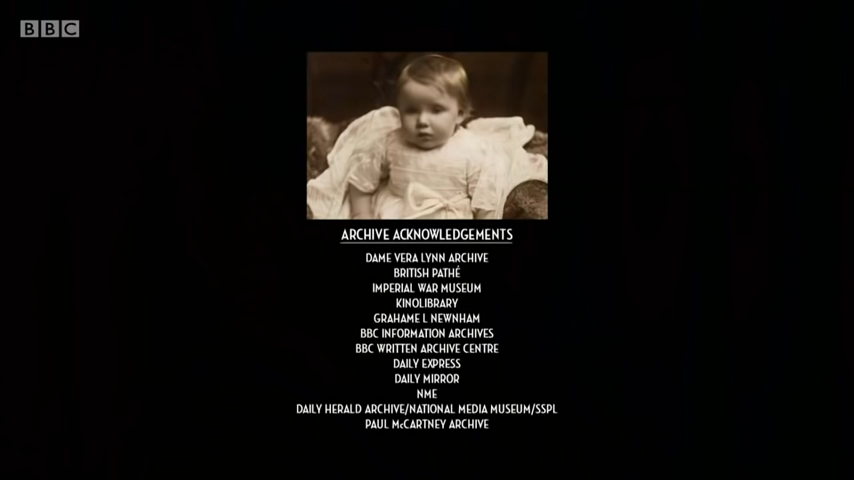 BBC
ARCHIVE ACKNOWLEDGEMENTS
DAME VERA LYNN ARCHIVE
BRITISH PATHÉ
IMPERIAL WAR MUSEUM
KINOLIBRARY
GRAHAME L NEWNHAM
BBC INFORMATION ARCHIVES
BBC WRITTEN ARCHIVE CENTRE
DAILY EXPRESS
DAILY MIRROR
NME
DAILY HERALD ARCHIVE/NATIONAL MEDIA MUSEUM/SSPL
PAUL McCARTNEY ARCHIVE